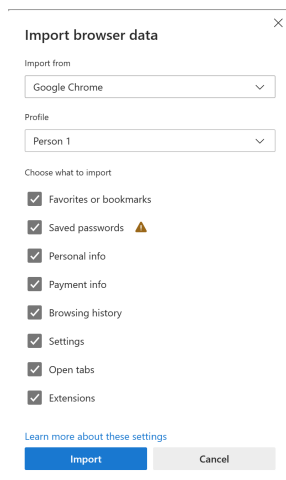 Import browser data
Import from
Google Chrome
Profile
Person 1
Choose what to import
Favorites or bookmarks
Saved passwords
Personal info
Payment info
Browsing history
Settings
Open tabs
Extensions
Learn more about these settings
Import
Cancel